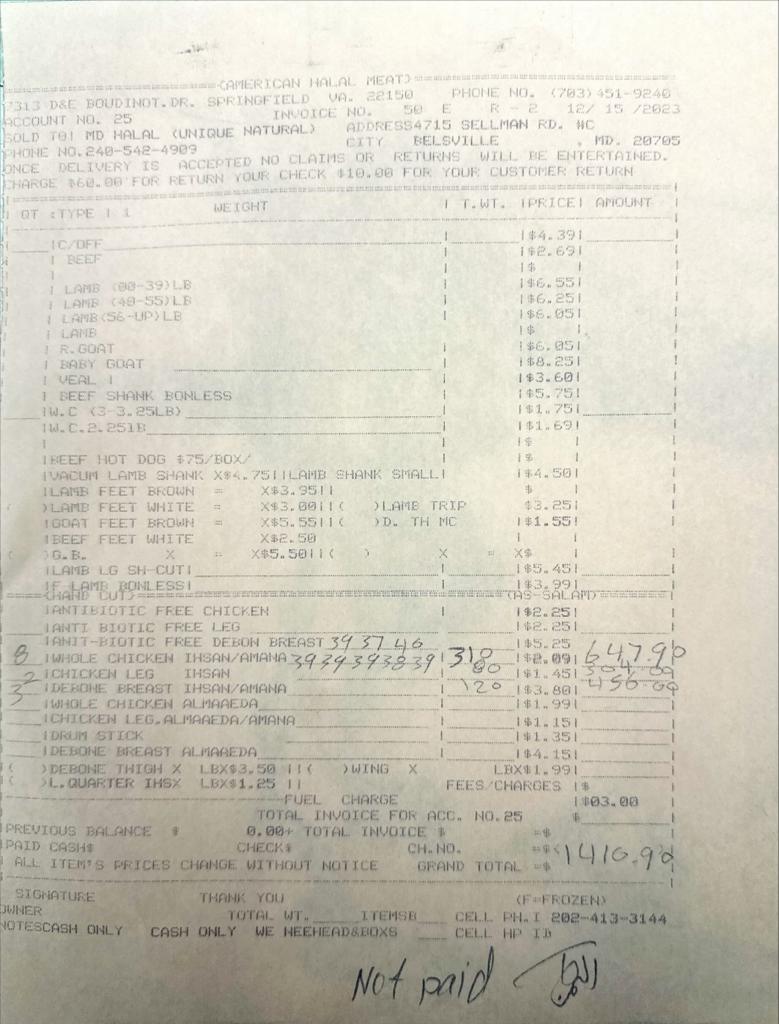 (AMERICAN HALAL MEAT)
7313 D&E BOUDINOT.DR. SPRINGFIELD VA. 22150 PHONE NO. (703)451-9240
ACCOUNT NO. 25 INVOICE NO. 50 E R - 2 12/ 15 /2023
SOLD TO! MD HALAL (UNIQUE NATURAL) ADDRESS4715 SELLMAN RD. #C
PHONE NO.240-542-4909 CITY BELSVILLE , MD. 20705
ONCE DELIVERY IS ACCEPTED NO CLAIMS OR RETURNS WILL BE ENTERTAINED.
CHARGE $60.00 FOR RETURN YOUR CHECK $10.00 FOR YOUR CUSTOMER RETURN
QT :TYPE | 1 WEIGHT | T.WT. |PRICE| AMOUNT
|C/OFF |$4.39|
| BEEF |$2.69|
| |$
| LAMB (00-39)LB |$6.55|
| LAMB (40-55)LB |$6.25|
| LAMB(56-UP)LB |$6.05|
| LAMB |$ |
| R.GOAT |$6.05|
| BABY GOAT |$8.25|
| VEAL | |$3.60|
| BEEF SHANK BONLESS |$5.75|
|W.C (3-3.25LB) |$1.75|
|W.C.2.25lB |$1.69|
| |$ |
|BEEF HOT DOG $75/BOX/ |$
|VACUM LAMB SHANK X$4.75||LAMB SHANK SMALL| |$4.50|
|LAMB FEET BROWN = X$3.95|| $ |
( )LAMB FEET WHITE = X$3.00||( )LAMB TRIP $3.25|
|GOAT FEET BROWN = X$5.55||( )D. TH MC |$1.55|
|BEEF FEET WHITE X$2.50 | |
( )G.B. X = X$5.50||( ) X = X$
|LAMB LG SH-CUT| |$5.45|
|F LAMB BONLESS| |$3.99|
(HAND CUT) (AS-SALAM)
|ANTIBIOTIC FREE CHICKEN |$2.25|
|ANTI BIOTIC FREE LEG |$2.25|
|ANIT-BIOTIC FREE DEBON BREAST 39 37 46 |$5.25
8 |WHOLE CHICKEN IHSAN/AMANA 3939393839 310 |$2.09| 647.90
2 |CHICKEN LEG IHSAN 80 |$1.45| 304.00
3 |DEBONE BREAST IHSAN/AMANA 120 |$3.80| 456.00
|WHOLE CHICKEN ALMAAEDA |$1.99|
|CHICKEN LEG.ALMAAEDA/AMANA |$1.15|
|DRUM STICK |$1.35|
|DEBONE BREAST ALMAAEDA |$4.15|
( )DEBONE THIGH X LBX$3.50 ||( )WING X LBX$1.99|
( )L.QUARTER IHSX LBX$1.25 || FEES/CHARGES |$
FUEL CHARGE |$03.00
TOTAL INVOICE FOR ACC. NO.25 $
PREVIOUS BALANCE $ 0.00+ TOTAL INVOICE $ =$
PAID CASH$ CHECK$ CH.NO. =$< 1410.90
ALL ITEM'S PRICES CHANGE WITHOUT NOTICE GRAND TOTAL =$
SIGNATURE THANK YOU (F=FROZEN)
OWNER TOTAL WT. ITEMSB CELL PH.I 202-413-3144
NOTESCASH ONLY CASH ONLY WE NEEHEAD&BOXS CELL HP ID
Not paid